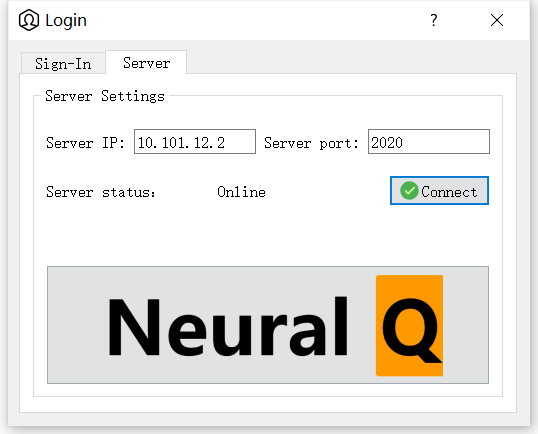 Login ?
Sign-In Server
Server Settings
Server IP: 10.101.12.2 Server port: 2020
Server status: Online Connect
Neural Q